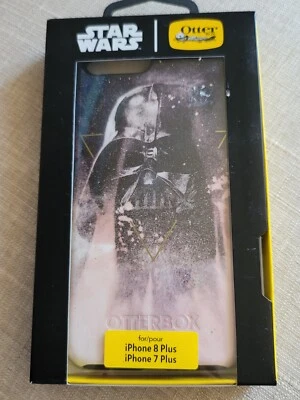 STAR
WARS
Otter
OTTERBOX
for/pour
iPhone 8 Plus
iPhone 7 Plus